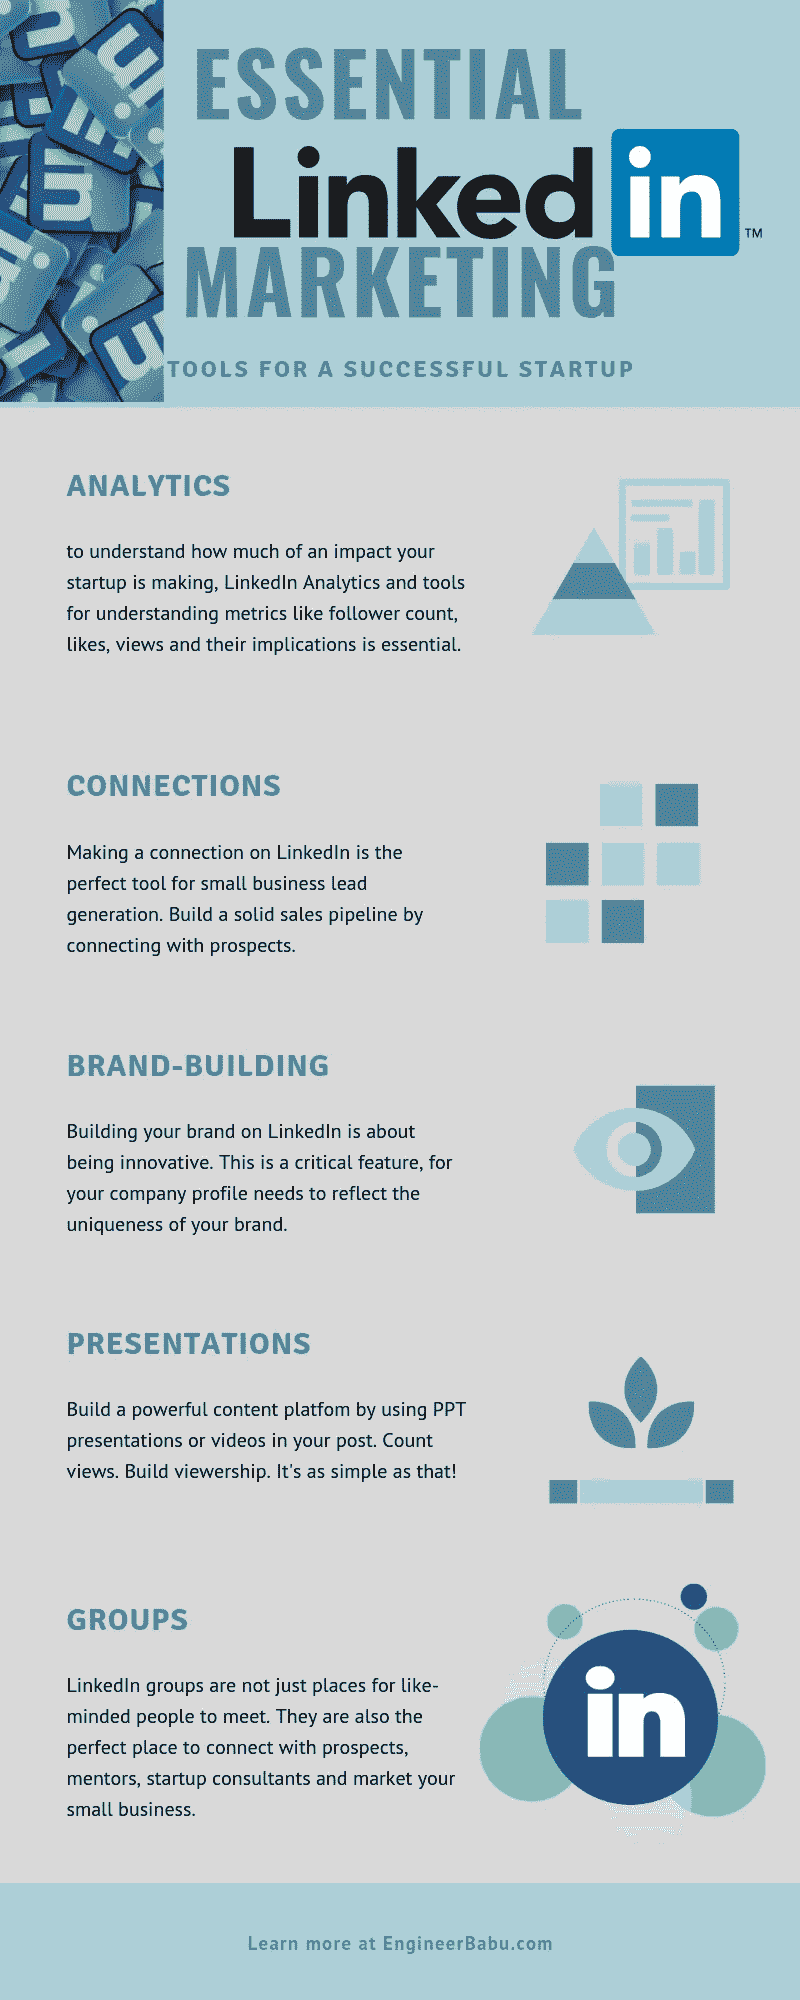 ESSENTIAL
Linked in ™
MARKETING
TOOLS FOR A SUCCESSFUL STARTUP
ANALYTICS
to understand how much of an impact your
startup is making, LinkedIn Analytics and tools
for understanding metrics like follower count,
likes, views and their implications is essential.
CONNECTIONS
Making a connection on LinkedIn is the
perfect tool for small business lead
generation. Build a solid sales pipeline by
connecting with prospects.
BRAND-BUILDING
Building your brand on LinkedIn is about
being innovative. This is a critical feature, for
your company profile needs to reflect the
uniqueness of your brand.
PRESENTATIONS
Build a powerful content platfom by using PPT
presentations or videos in your post. Count
views. Build viewership. It's as simple as that!
GROUPS
in
LinkedIn groups are not just places for like-
minded people to meet. They are also the
perfect place to connect with prospects,
mentors, startup consultants and market your
small business.
Learn more at EngineerBabu.com